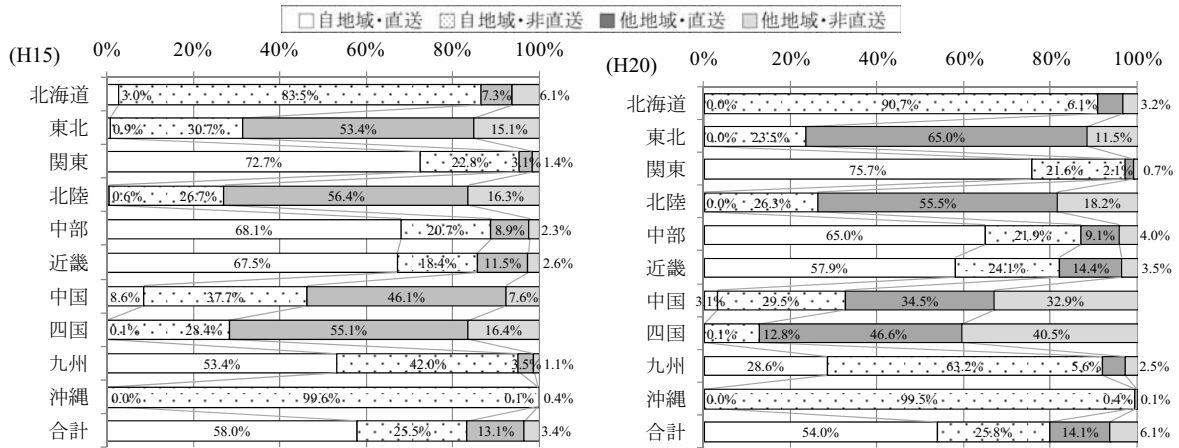 自地域・直送 自地域・非直送 他地域・直送 他地域・非直送
(H15) 0% 20% 40% 60% 80% 100%
北海道 3.0% 83.5% 7.3% 6.1%
東北 0.9% 30.7% 53.4% 15.1%
関東 72.7% 22.8% 3.1% 1.4%
北陸 0.6% 26.7% 56.4% 16.3%
中部 68.1% 20.7% 8.9% 2.3%
近畿 67.5% 18.4% 11.5% 2.6%
中国 8.6% 37.7% 46.1% 7.6%
四国 0.1% 28.4% 55.1% 16.4%
九州 53.4% 42.0% 3.5% 1.1%
沖縄 0.0% 99.6% 0.1% 0.4%
合計 58.0% 25.5% 13.1% 3.4%
(H20) 0% 20% 40% 60% 80% 100%
北海道 0.0% 90.7% 6.1% 3.2%
東北 0.0% 23.5% 65.0% 11.5%
関東 75.7% 21.6% 2.1% 0.7%
北陸 0.0% 26.3% 55.5% 18.2%
中部 65.0% 21.9% 9.1% 4.0%
近畿 57.9% 24.1% 14.4% 3.5%
中国 3.1% 29.5% 34.5% 32.9%
四国 0.1% 12.8% 46.6% 40.5%
九州 28.6% 63.2% 5.6% 2.5%
沖縄 0.0% 99.5% 0.4% 0.1%
合計 54.0% 25.8% 14.1% 6.1%